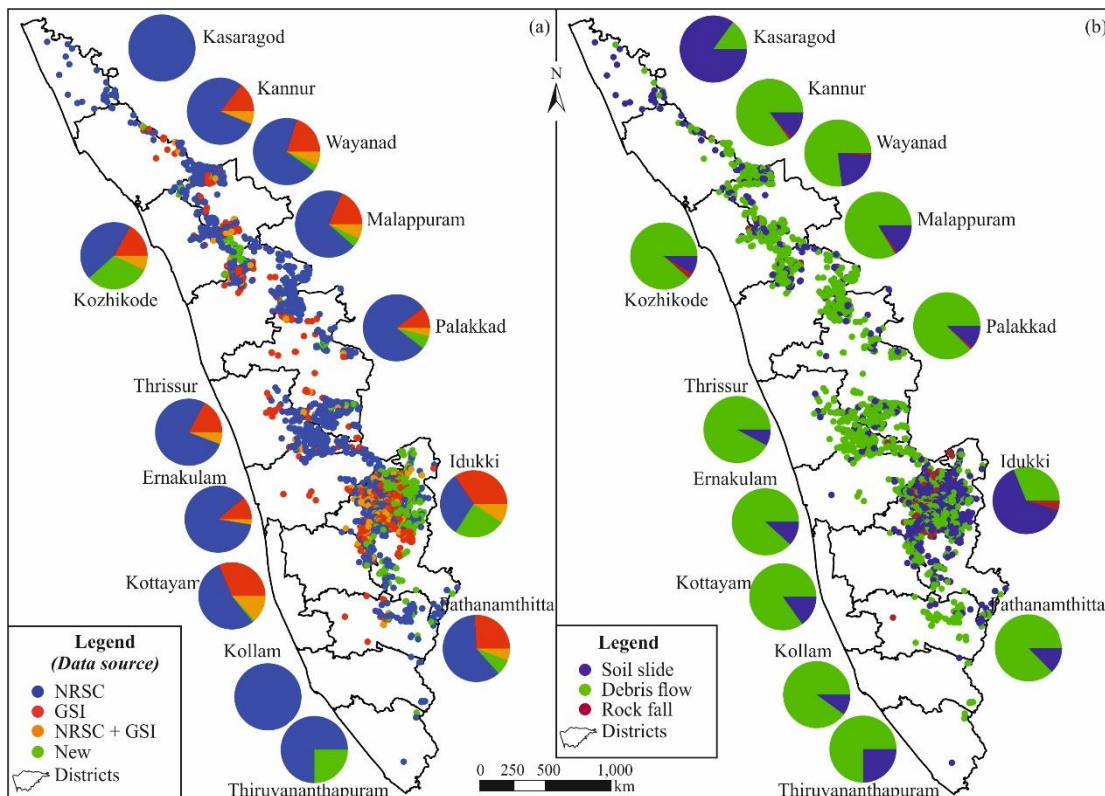 (a)
Kasaragod
Kannur
Wayanad
Malappuram
Kozhikode
Palakkad
Thrissur
Idukki
Ernakulam
Kottayam
Pathanamthitta
Kollam
Thiruvananthapuram
Legend
(Data source)
NRSC
GSI
NRSC + GSI
New
Districts
N
0 250 500 1,000
km
(b)
Kasaragod
Kannur
Wayanad
Malappuram
Kozhikode
Palakkad
Thrissur
Idukki
Ernakulam
Kottayam
Pathanamthitta
Kollam
Thiruvananthapuram
Legend
Soil slide
Debris flow
Rock fall
Districts